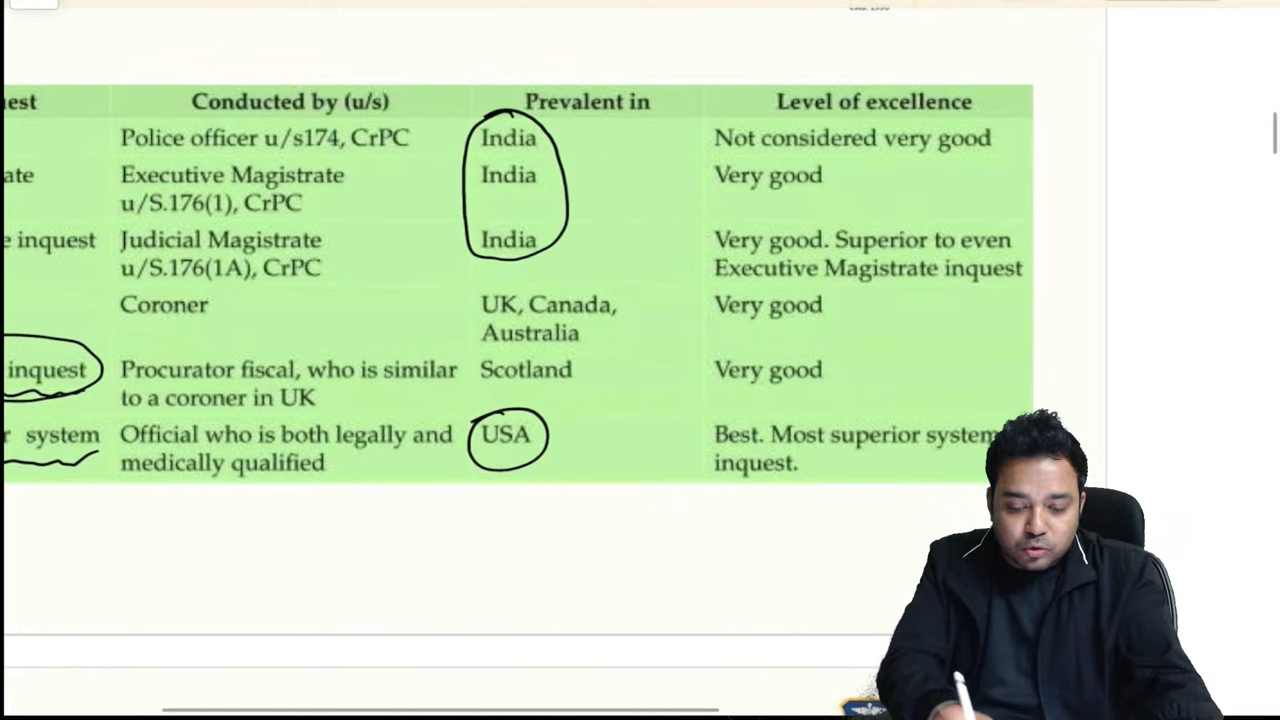 est Conducted by (u/s) Prevalent in Level of excellence
Police officer u/s174, CrPC India Not considered very good
ate Executive Magistrate India Very good
u/S.176(1), CrPC
e inquest Judicial Magistrate India Very good. Superior to even
u/S.176(1A), CrPC Executive Magistrate inquest
Coroner UK, Canada, Very good
Australia
inquest Procurator fiscal, who is similar Scotland Very good
to a coroner in UK
r system Official who is both legally and USA Best. Most superior system
medically qualified inquest.